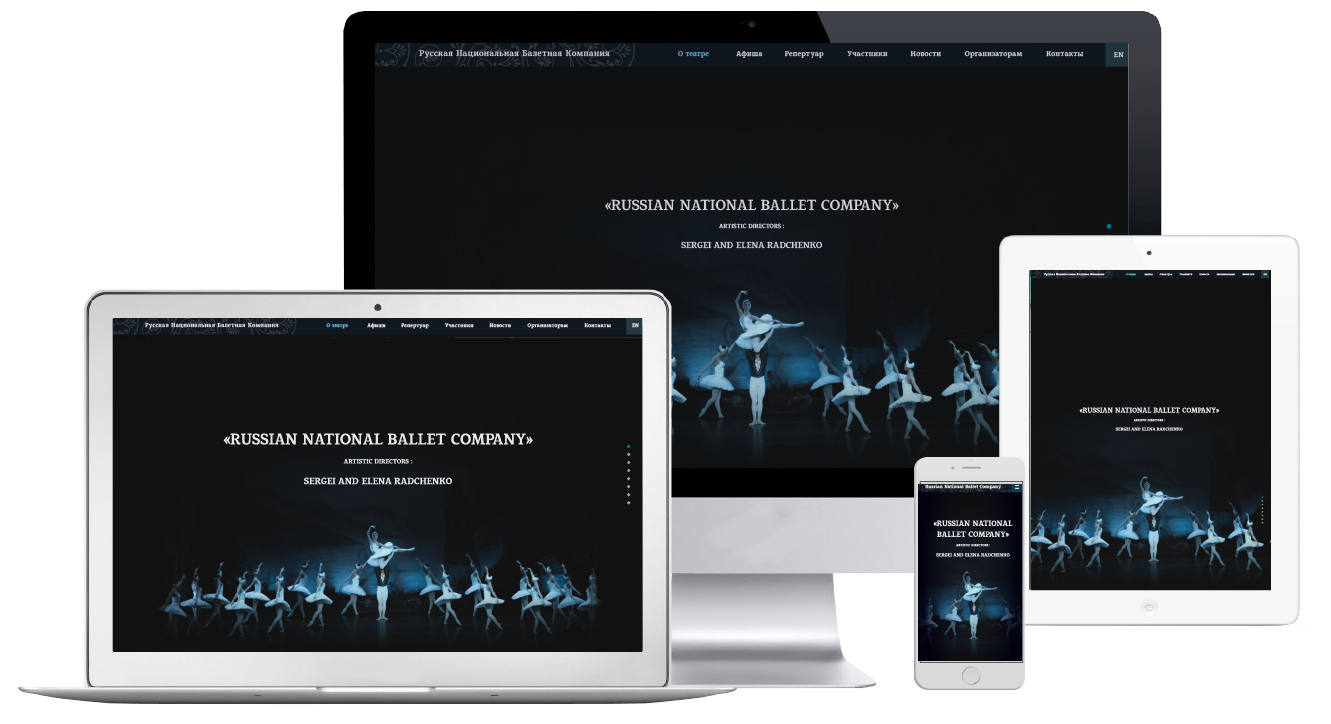 Русская Национальная Балетная Компания
О театре Афиша Репертуар Участники Новости Организаторам Контакты EN
«RUSSIAN NATIONAL BALLET COMPANY»
ARTISTIC DIRECTORS :
SERGEI AND ELENA RADCHENKO
Русская Национальная Балетная Компания
О театре Афиша Репертуар Участники Новости Организаторам Контакты EN
«RUSSIAN NATIONAL BALLET COMPANY»
ARTISTIC DIRECTORS :
SERGEI AND ELENA RADCHENKO
«RUSSIAN NATIONAL BALLET COMPANY»
ARTISTIC DIRECTORS :
SERGEI AND ELENA RADCHENKO
Russian National Ballet Company
«RUSSIAN NATIONAL
BALLET COMPANY»
ARTISTIC DIRECTORS :
SERGEI AND ELENA RADCHENKO